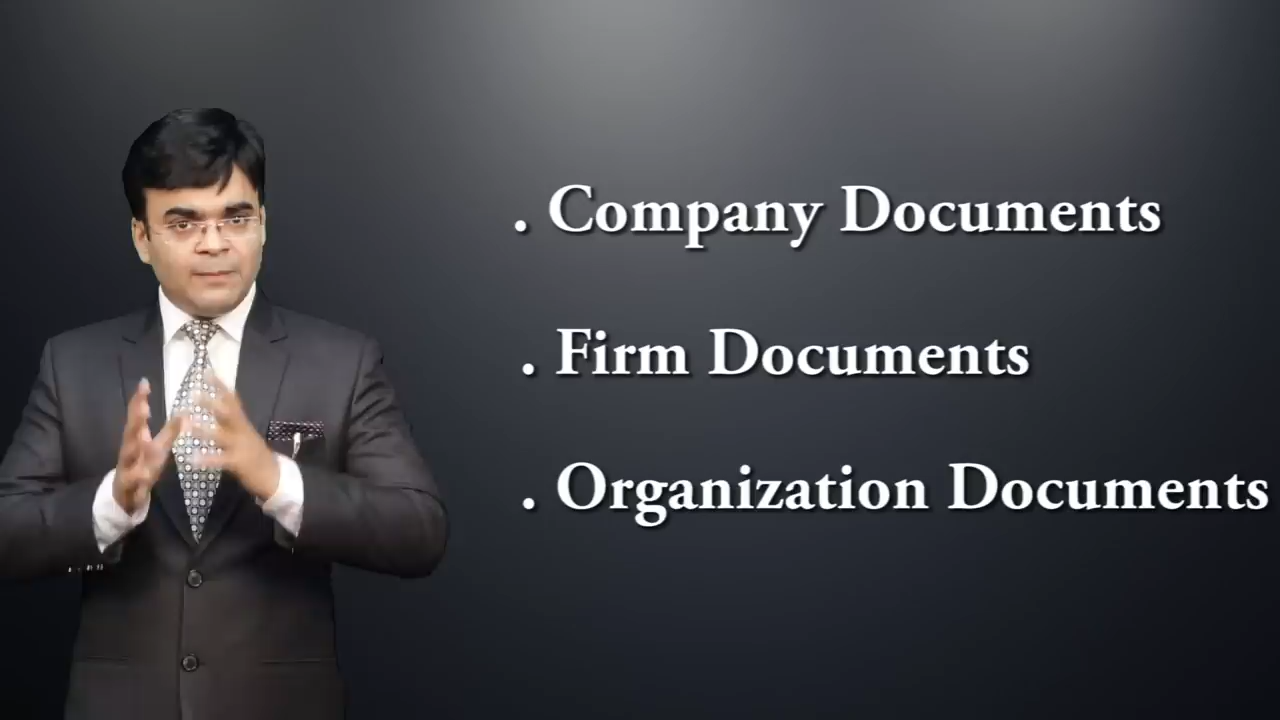 . Company Documents
. Firm Documents
. Organization Documents